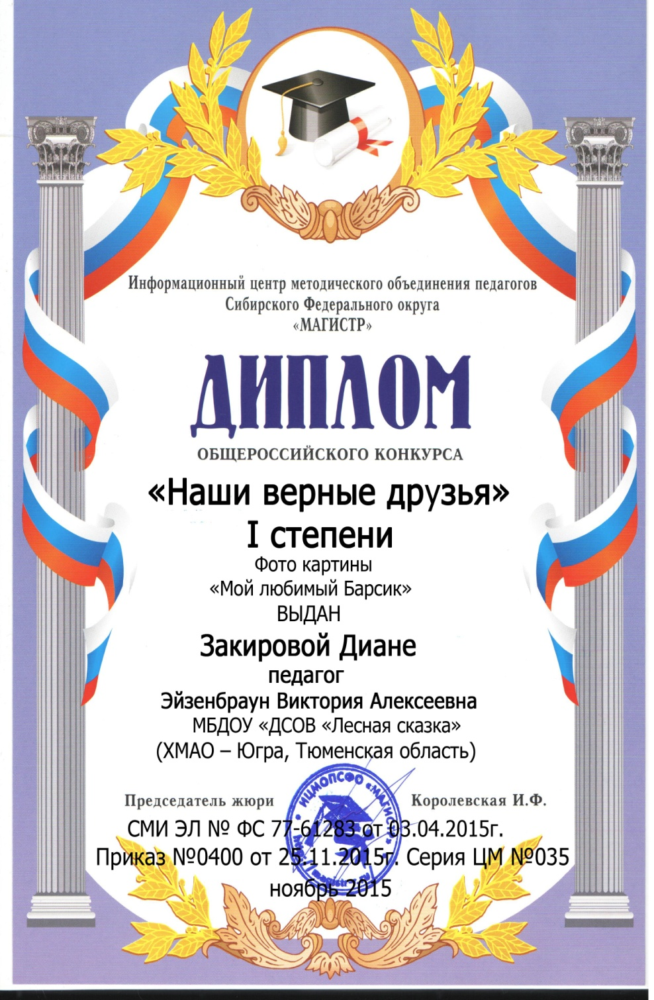 Информационный центр методического объединения педагогов
Сибирского Федерального округа
«МАГИСТР»
ДИПЛОМ
ОБЩЕРОССИЙСКОГО КОНКУРСА
«Наши верные друзья»
I степени
Фото картины
«Мой любимый Барсик»
ВЫДАН
Закировой Диане
педагог
Эйзенбраун Виктория Алексеевна
МБДОУ «ДСОВ «Лесная сказка»
(ХМАО – Югра, Тюменская область)
Председатель жюри Королевская И.Ф.
ИЦМОПСФО «МАГИСТР»
СМИ ЭЛ № ФС 77-61283 от 03.04.2015г.
Приказ №0400 от 25.11.2015г. Серия ЦМ №035
ноябрь 2015